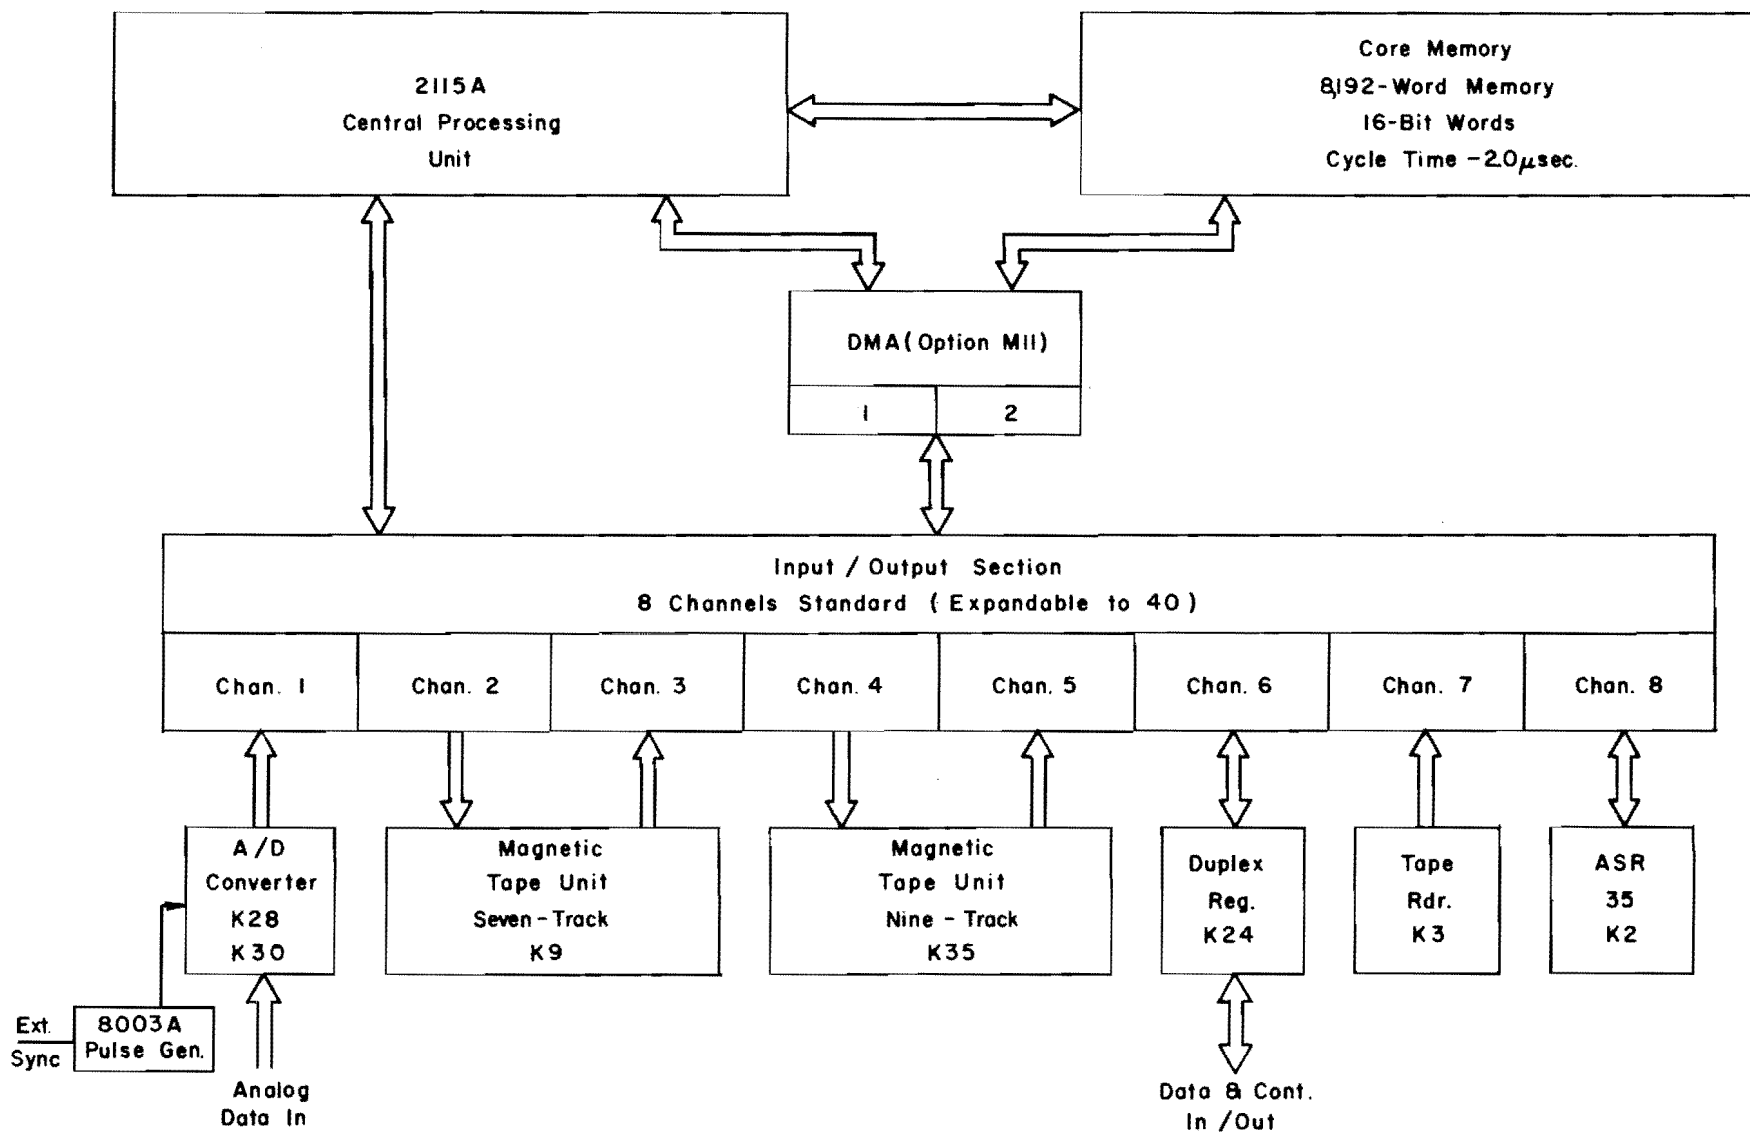 2115A
Central Processing
Unit
Core Memory
8,192-Word Memory
16-Bit Words
Cycle Time - 2.0μsec.
DMA (Option M11)
1
2
Input / Output Section
8 Channels Standard ( Expandable to 40 )
Chan. 1
Chan. 2
Chan. 3
Chan. 4
Chan. 5
Chan. 6
Chan. 7
Chan. 8
A/D
Converter
K28
K30
Magnetic
Tape Unit
Seven - Track
K9
Magnetic
Tape Unit
Nine - Track
K35
Duplex
Reg.
K24
Tape
Rdr.
K3
ASR
35
K2
Ext.
Sync
8003A
Pulse Gen.
Analog
Data In
Data & Cont.
In / Out